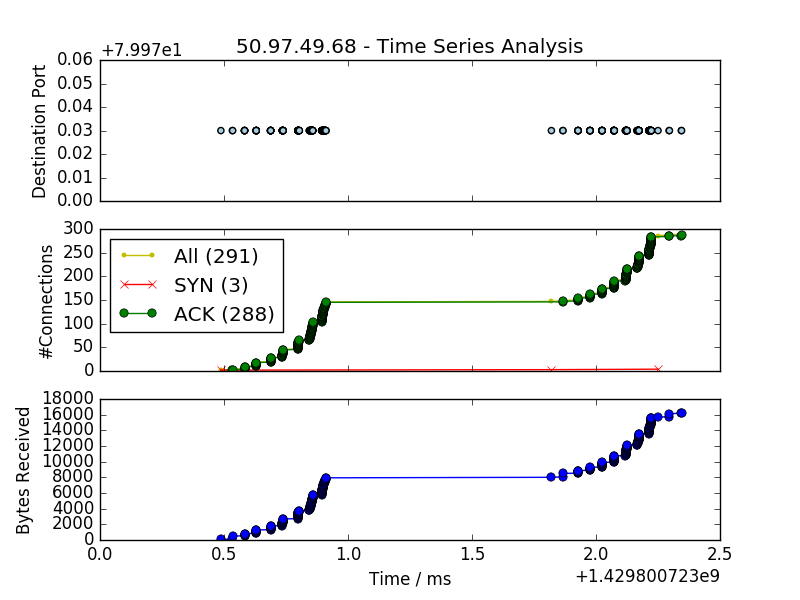 50.97.49.68 - Time Series Analysis
+7.997e1
Destination Port
0.06
0.05
0.04
0.03
0.02
0.01
0.00
#Connections
300
250
200
150
100
50
0
All (291)
SYN (3)
ACK (288)
Bytes Received
18000
16000
14000
12000
10000
8000
6000
4000
2000
0
0.0 0.5 1.0 1.5 2.0 2.5
Time / ms
+1.429800723e9